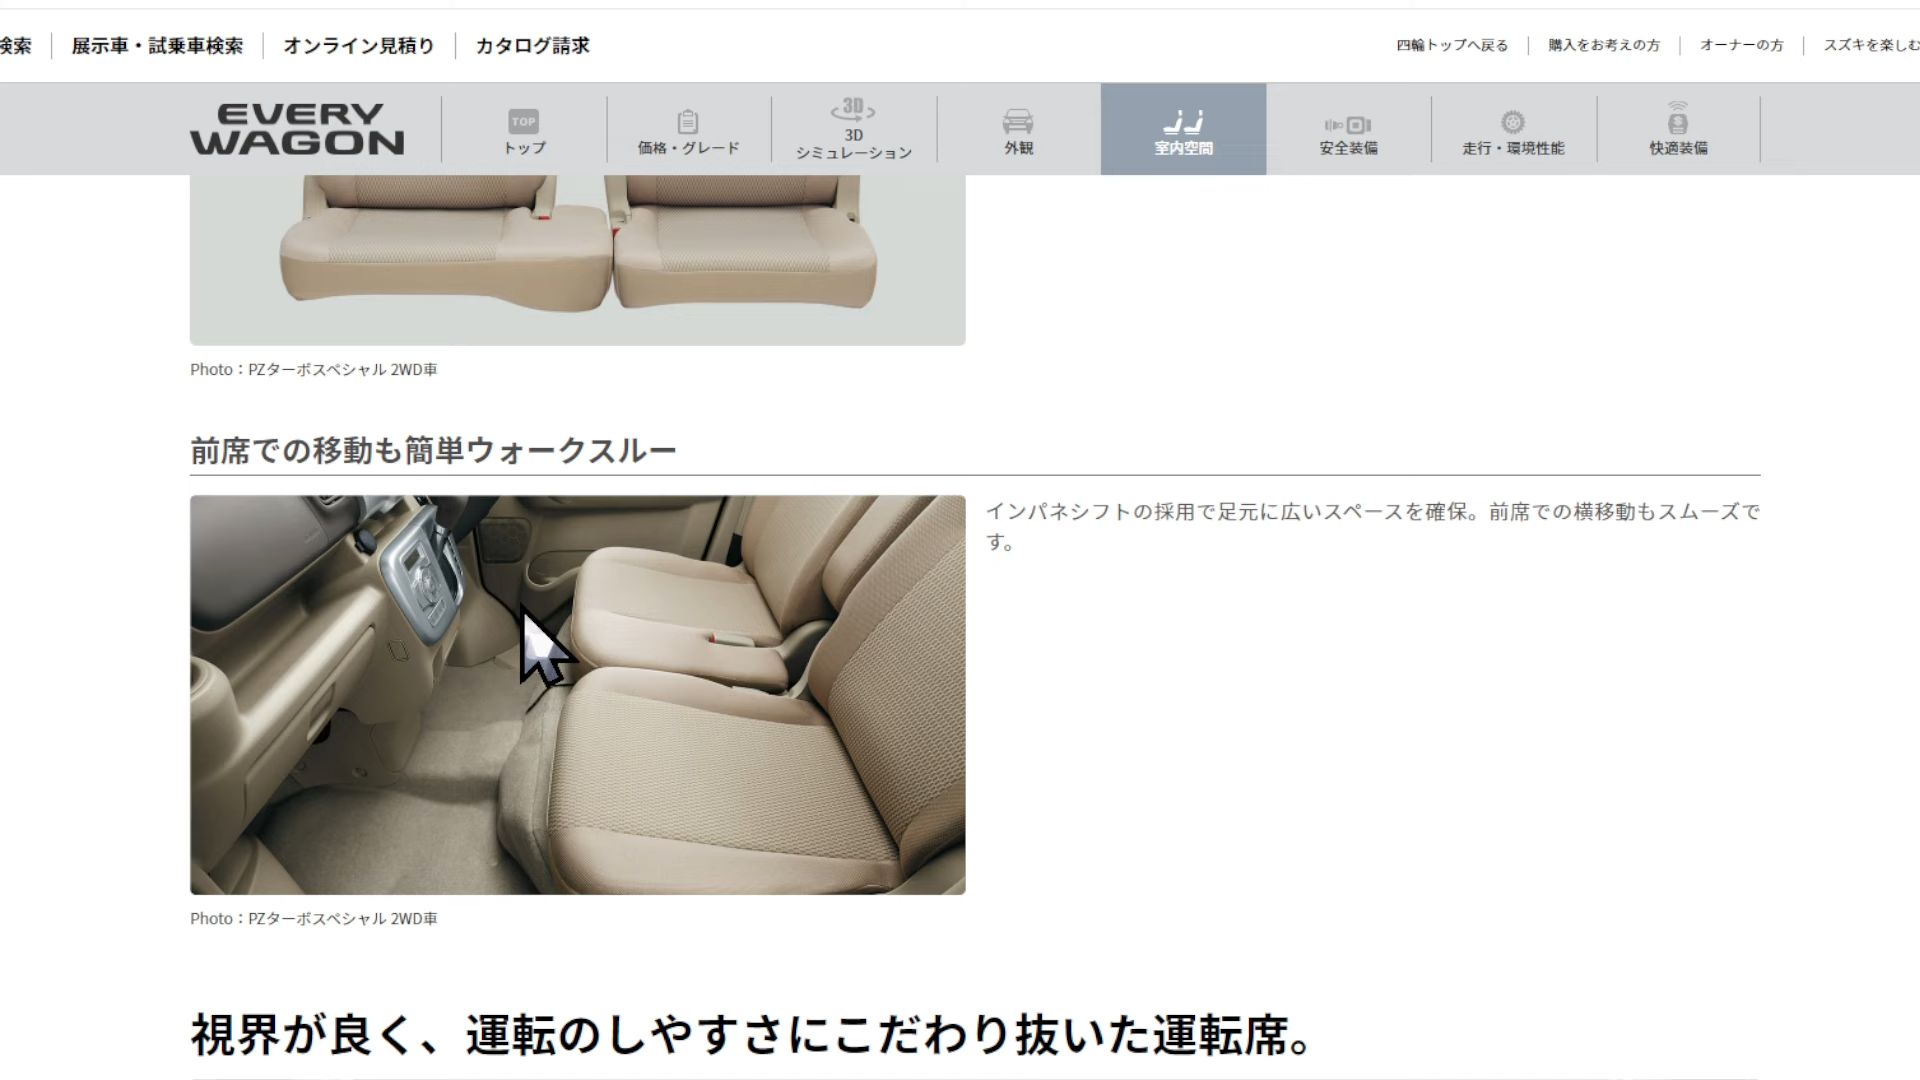 検索
展示車・試乗車検索
オンライン見積り
カタログ請求
四輪トップへ戻る
購入をお考えの方
オーナーの方
スズキを楽しむ
EVERY
WAGON
TOP
トップ
価格・グレード
3D
3D
シミュレーション
外観
室内空間
安全装備
走行・環境性能
快適装備
Photo：PZターボスペシャル 2WD車
前席での移動も簡単ウォークスルー
インパネシフトの採用で足元に広いスペースを確保。前席での横移動もスムーズで
す。
Photo：PZターボスペシャル 2WD車
視界が良く、運転のしやすさにこだわり抜いた運転席。